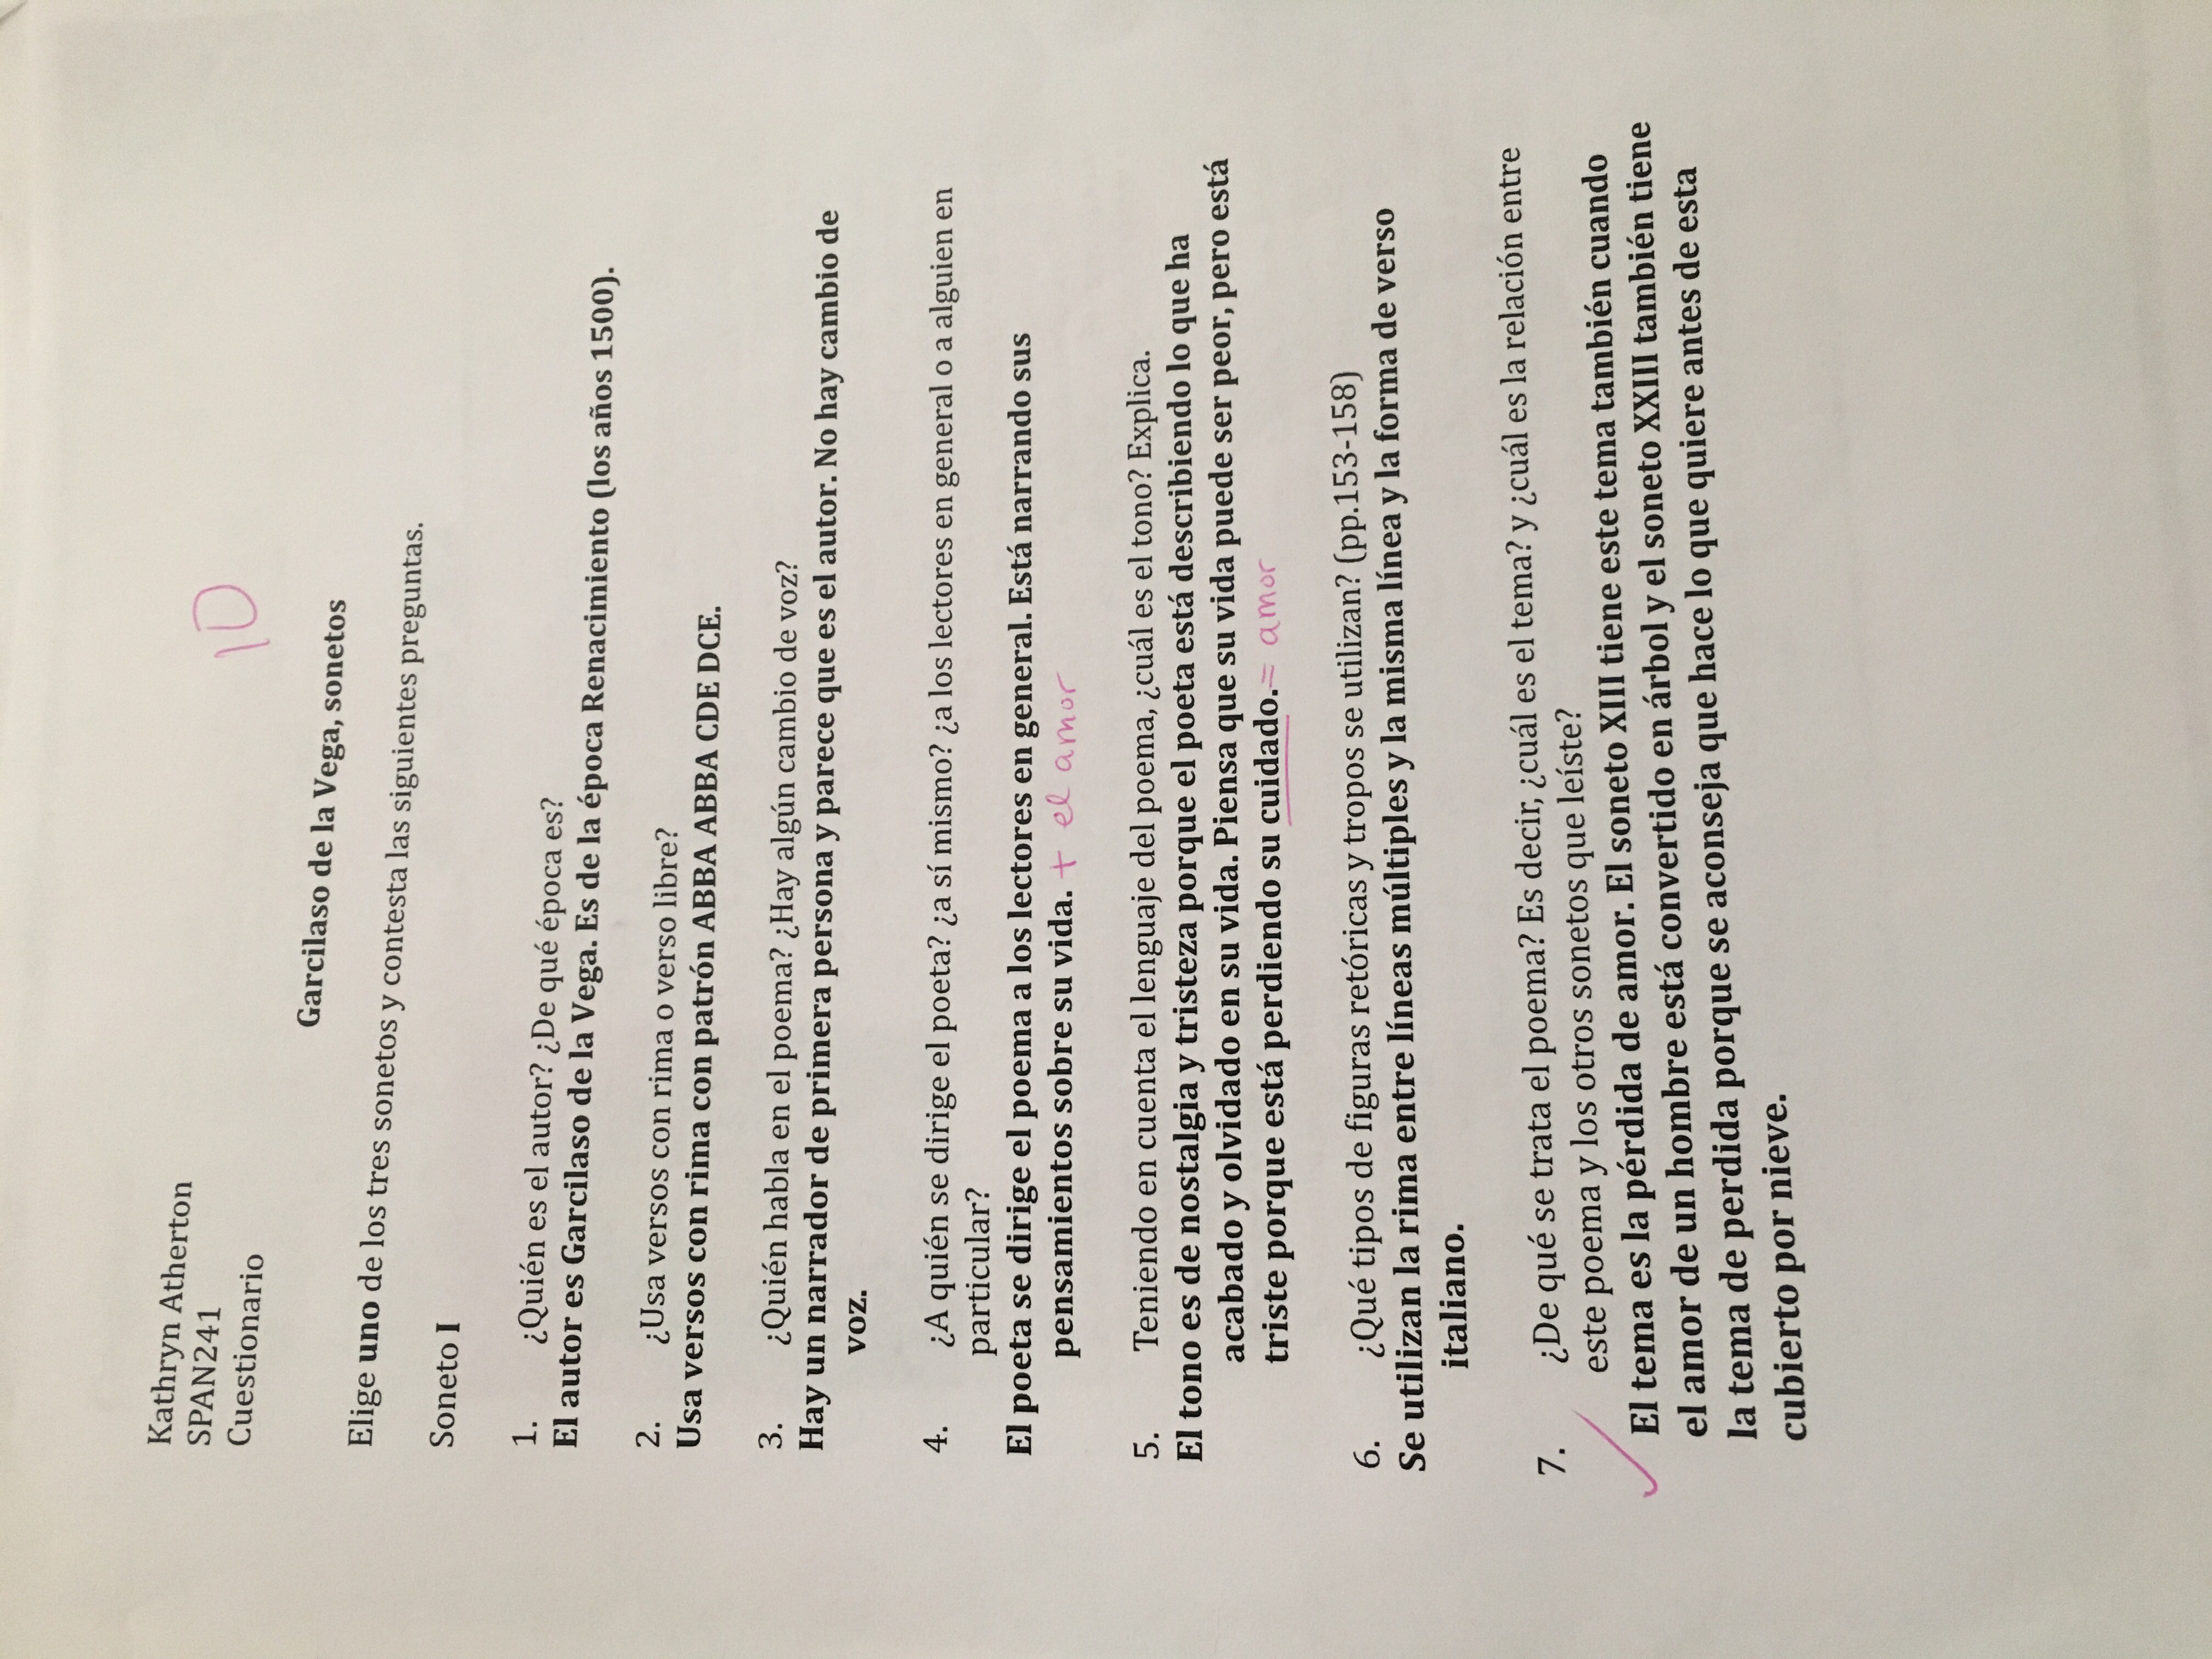 Kathryn Atherton
SPAN241
Cuestionario
10
Garcilaso de la Vega, sonetos
Elige uno de los tres sonetos y contesta las siguientes preguntas.
Soneto I
1. ¿Quién es el autor? ¿De qué época es?
El autor es Garcilaso de la Vega. Es de la época Renacimiento (los años 1500).
2. ¿Usa versos con rima o verso libre?
Usa versos con rima con patrón ABBA ABBA CDE DCE.
3. ¿Quién habla en el poema? ¿Hay algún cambio de voz?
Hay un narrador de primera persona y parece que es el autor. No hay cambio de
voz.
4. ¿A quién se dirige el poeta? ¿a sí mismo? ¿a los lectores en general o a alguien en
particular?
El poeta se dirige el poema a los lectores en general. Está narrando sus
pensamientos sobre su vida. + el amor
5. Teniendo en cuenta el lenguaje del poema, ¿cuál es el tono? Explica.
El tono es de nostalgia y tristeza porque el poeta está describiendo lo que ha
acabado y olvidado en su vida. Piensa que su vida puede ser peor, pero está
triste porque está perdiendo su cuidado. = amor
6. ¿Qué tipos de figuras retóricas y tropos se utilizan? (pp.153-158)
Se utilizan la rima entre líneas múltiples y la misma línea y la forma de verso
italiano.
7. ¿De qué se trata el poema? Es decir, ¿cuál es el tema? y ¿cuál es la relación entre
este poema y los otros sonetos que leíste?
El tema es la pérdida de amor. El soneto XIII tiene este tema también cuando
el amor de un hombre está convertido en árbol y el soneto XXIII también tiene
la tema de perdida porque se aconseja que hace lo que quiere antes de esta
cubierto por nieve.